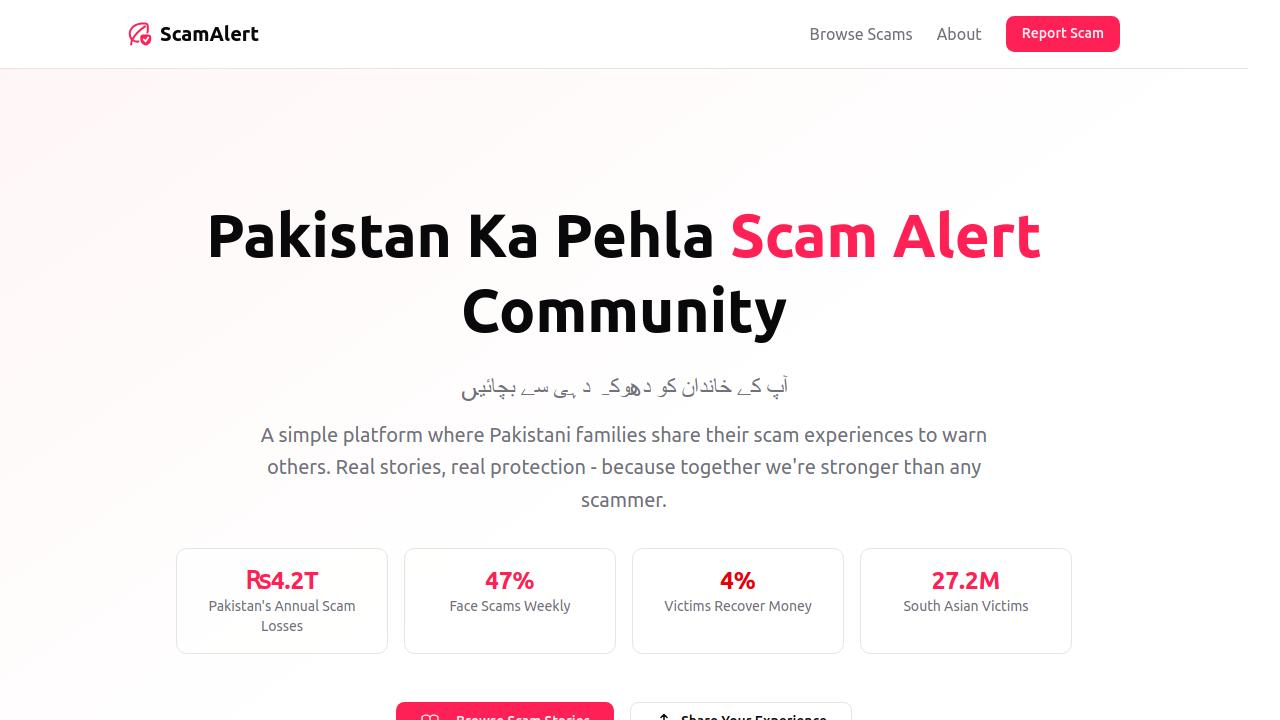 ScamAlert
Browse Scams
About
Report Scam
Pakistan Ka Pehla Scam Alert
Community
آپ کے خاندان کو دھوکہ دہی سے بچائیں
A simple platform where Pakistani families share their scam experiences to warn
others. Real stories, real protection - because together we're stronger than any
scammer.
₨4.2T
Pakistan's Annual Scam
Losses
47%
Face Scams Weekly
4%
Victims Recover Money
27.2M
South Asian Victims
Browse Scam Stories
Share Your Experience